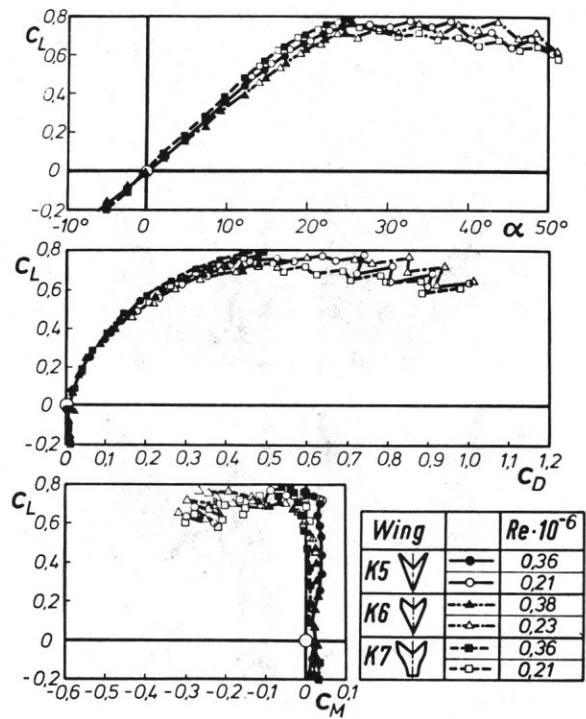 0,8
C_L
0,6
0,4
0,2
0
-0,2
-10° 0 10° 20° 30° 40° α 50°
C_L 0,8
0,6
0,4
0,2
0
-0,2
0 0,1 0,2 0,3 0,4 0,5 0,6 0,7 0,8 0,9 1,0 1,1 1,2
C_D
C_L 0,8
0,6
0,4
0,2
0
-0,2
-0,6 -0,5 -0,4 -0,3 -0,2 -0,1 0 0,1
C_M
Wing Re·10⁻⁶
K5 0,36
0,21
K6 0,38
0,23
K7 0,36
0,21